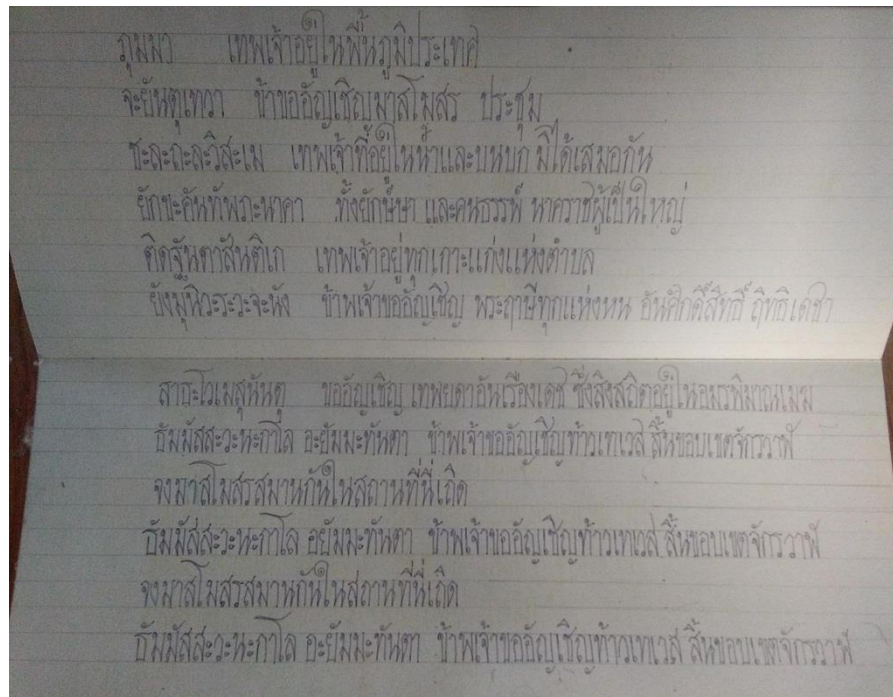 ภุมมา เทพเจ้าอยู่ในพื้นภูมิประเทศ
จะยันตุเทวา ข้าขออัญเชิญมาสโมสร ประชุม
ชะละถะละวิสะเม เทพเจ้าที่อยู่ในน้ำและบนบก มิได้เสมอกัน
ยักขะคันทัพภะนาคา ทั้งยักษ์ษา และคนธรรพ์ นาคราชผู้เป็นใหญ่
ติดฐันตาสันติเก เทพเจ้าอยู่ทุกเกาะแก่งแห่งตำบล
ยังมุนิวะระวะจะนัง ข้าพเจ้าขออัญเชิญ พระฤาษีทุกแห่งหน อันศักดิ์สิทธิ์ ฤทธิเดชา
สาธะโวเมสุนันตุ ขออัญเชิญ เทพยดาอันเรืองเดช ซึ่งสิงสถิตอยู่ในอมรพิมาณเมฆ
ธัมมัสสะวะนะกาโล อะยัมมะทันตา ข้าพเจ้าขออัญเชิญท้าวเทเวส สิ้นขอบเขตจักรวาฬ
จงมาสโมสรสมานกันในสถานที่นี่เถิด
ธัมมัสสะวะนะกาโล อยัมมะทันตา ข้าพเจ้าขออัญเชิญท้าวเทเวส สิ้นขอบเขตจักรวาฬ
จงมาสโมสรสมานกันในสถานที่นี่เถิด
ธัมมัสสะวะนะกาโล อะยัมมะทันตา ข้าพเจ้าขออัญเชิญท้าวเทเวส สิ้นขอบเขตจักรวาฬ